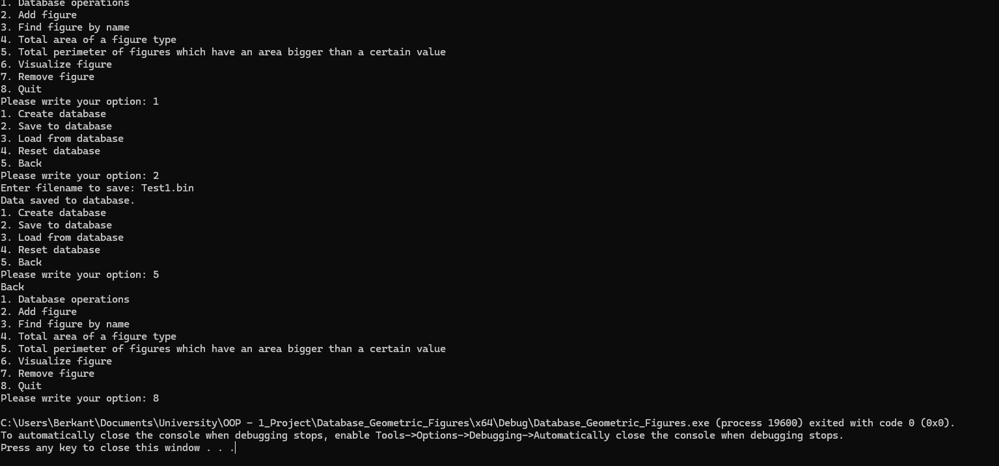 1. Database operations
2. Add figure
3. Find figure by name
4. Total area of a figure type
5. Total perimeter of figures which have an area bigger than a certain value
6. Visualize figure
7. Remove figure
8. Quit
Please write your option: 1
1. Create database
2. Save to database
3. Load from database
4. Reset database
5. Back
Please write your option: 2
Enter filename to save: Test1.bin
Data saved to database.
1. Create database
2. Save to database
3. Load from database
4. Reset database
5. Back
Please write your option: 5
Back
1. Database operations
2. Add figure
3. Find figure by name
4. Total area of a figure type
5. Total perimeter of figures which have an area bigger than a certain value
6. Visualize figure
7. Remove figure
8. Quit
Please write your option: 8
C:\Users\Berkant\Documents\University\OOP - 1_Project\Database_Geometric_Figures\x64\Debug\Database_Geometric_Figures.exe (process 19600) exited with code 0 (0x0).
To automatically close the console when debugging stops, enable Tools->Options->Debugging->Automatically close the console when debugging stops.
Press any key to close this window . . .